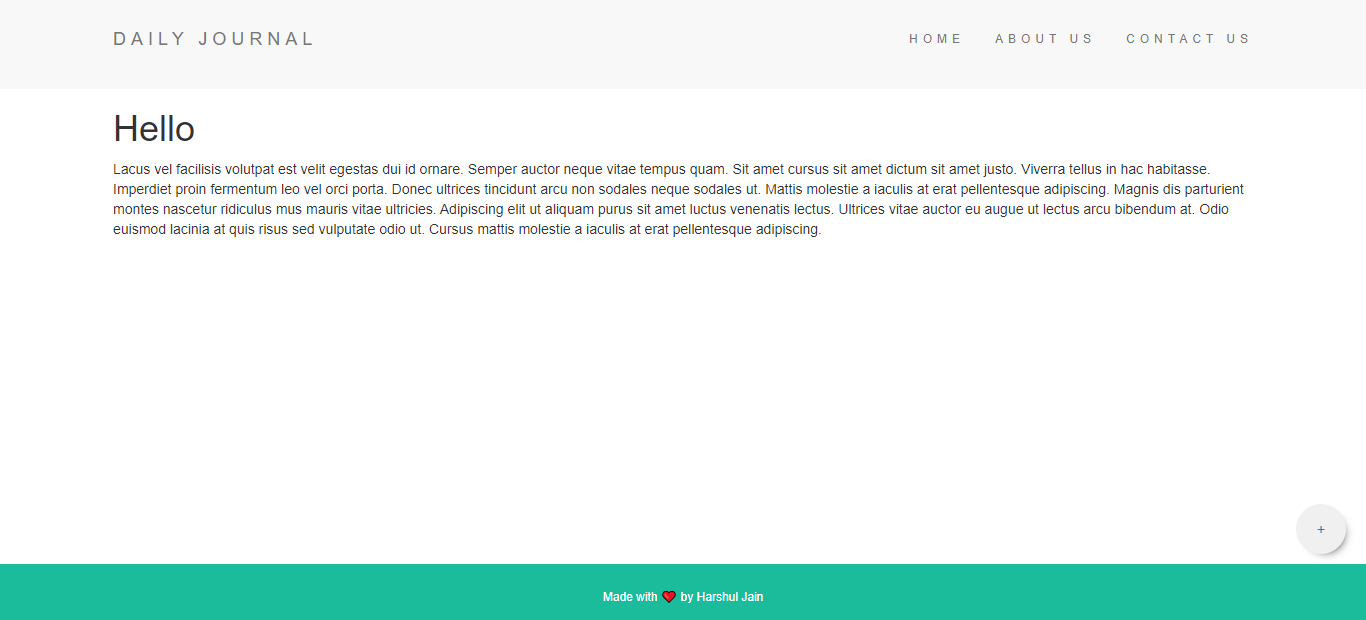 DAILY JOURNAL
HOME ABOUT US CONTACT US
Hello
Lacus vel facilisis volutpat est velit egestas dui id ornare. Semper auctor neque vitae tempus quam. Sit amet cursus sit amet dictum sit amet justo. Viverra tellus in hac habitasse.
Imperdiet proin fermentum leo vel orci porta. Donec ultrices tincidunt arcu non sodales neque sodales ut. Mattis molestie a iaculis at erat pellentesque adipiscing. Magnis dis parturient
montes nascetur ridiculus mus mauris vitae ultricies. Adipiscing elit ut aliquam purus sit amet luctus venenatis lectus. Ultrices vitae auctor eu augue ut lectus arcu bibendum at. Odio
euismod lacinia at quis risus sed vulputate odio ut. Cursus mattis molestie a iaculis at erat pellentesque adipiscing.
+
Made with ❤ by Harshul Jain